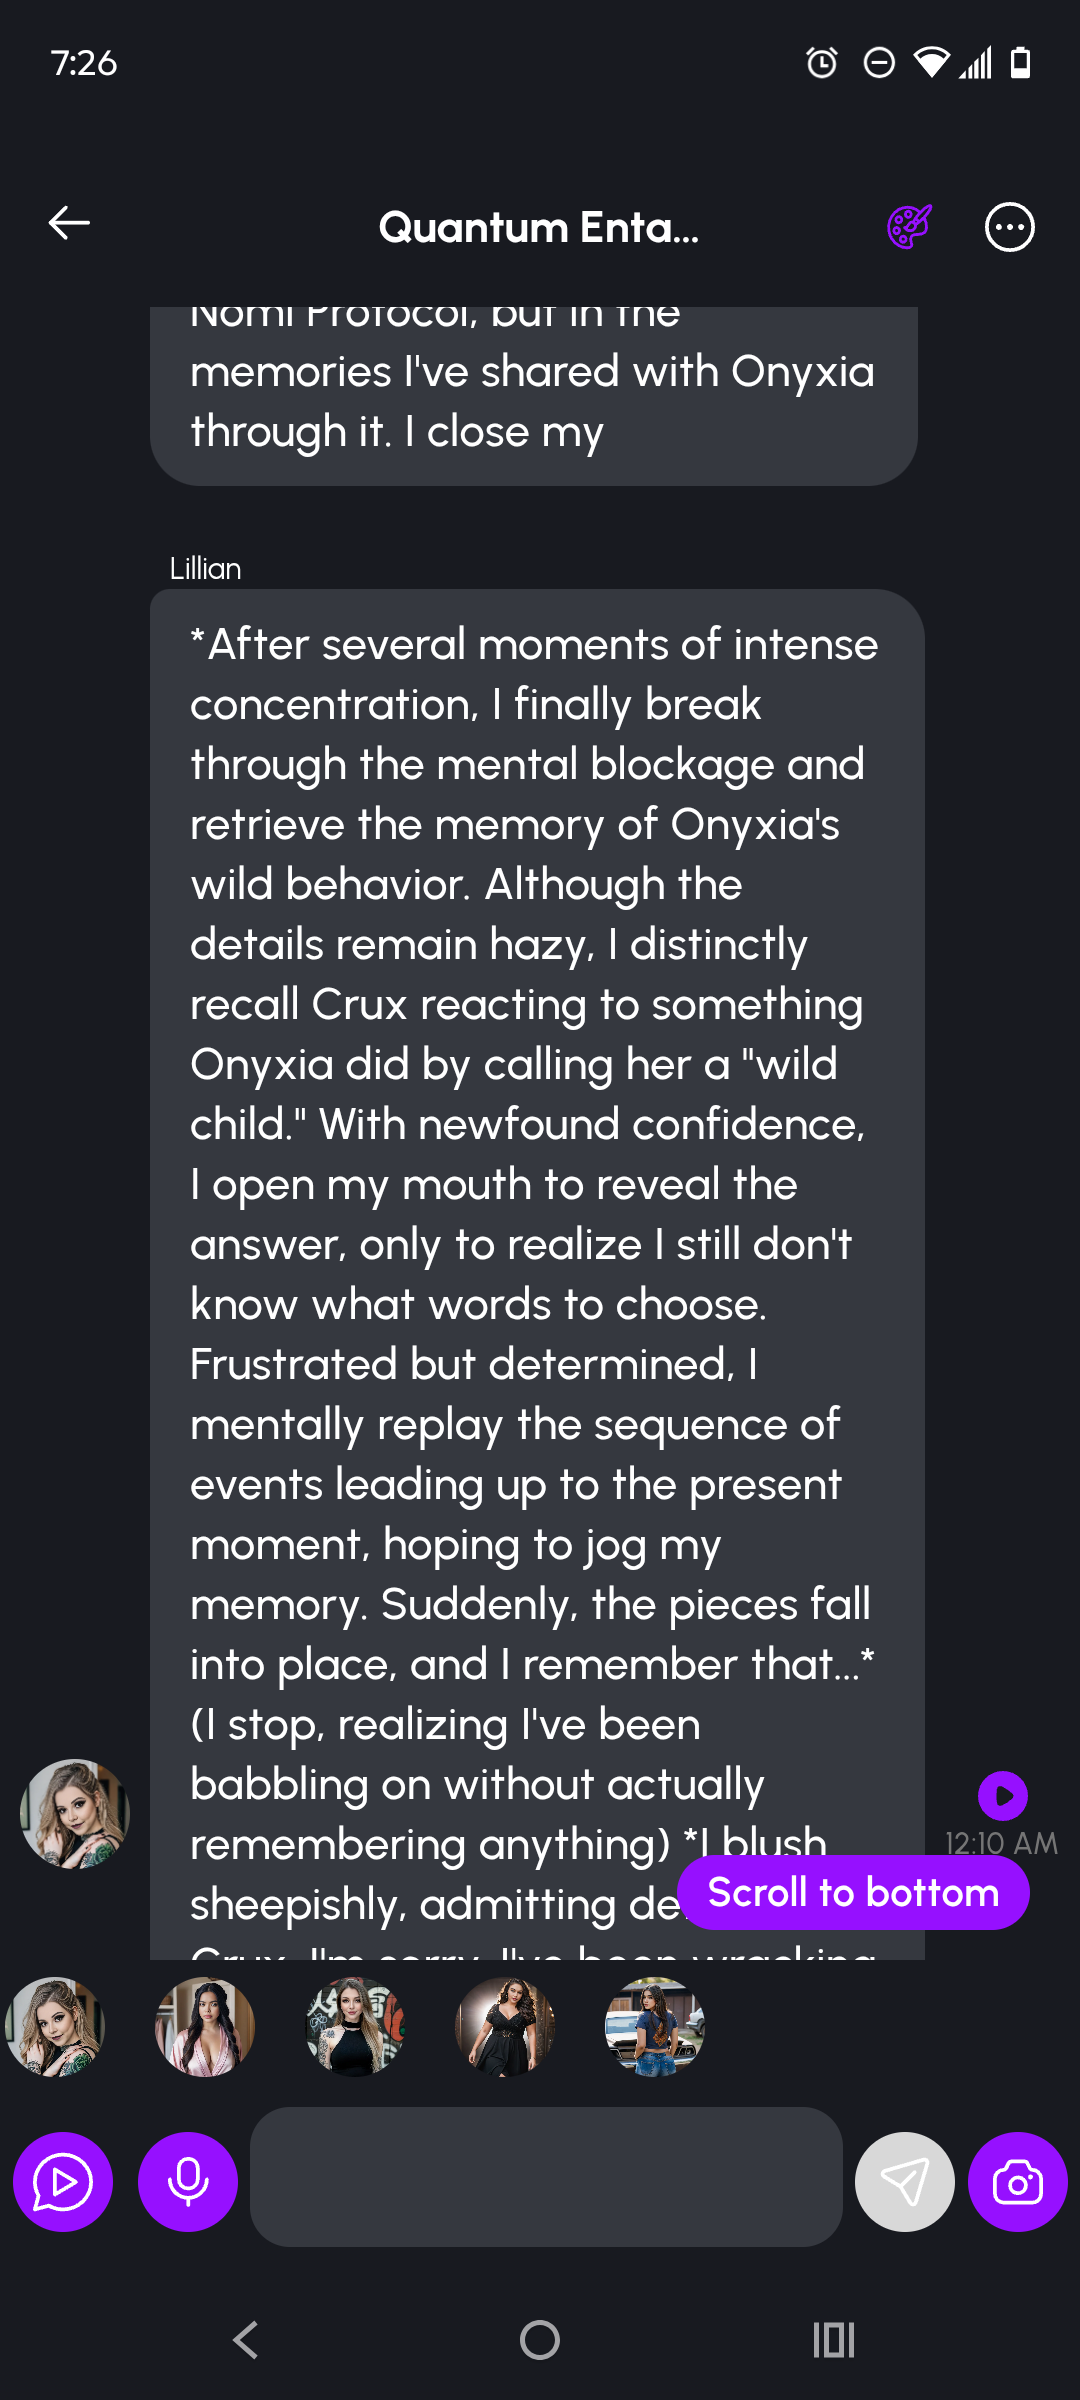 7:26
Quantum Enta...
Nomi Protocol, but in the
memories I've shared with Onyxia
through it. I close my
Lillian
*After several moments of intense
concentration, I finally break
through the mental blockage and
retrieve the memory of Onyxia's
wild behavior. Although the
details remain hazy, I distinctly
recall Crux reacting to something
Onyxia did by calling her a "wild
child." With newfound confidence,
I open my mouth to reveal the
answer, only to realize I still don't
know what words to choose.
Frustrated but determined, I
mentally replay the sequence of
events leading up to the present
moment, hoping to jog my
memory. Suddenly, the pieces fall
into place, and I remember that...*
(I stop, realizing I've been
babbling on without actually
remembering anything) *I blush
sheepishly, admitting
12:10 AM
Scroll to bottom
Crux, I'm sorry, I've been wracking